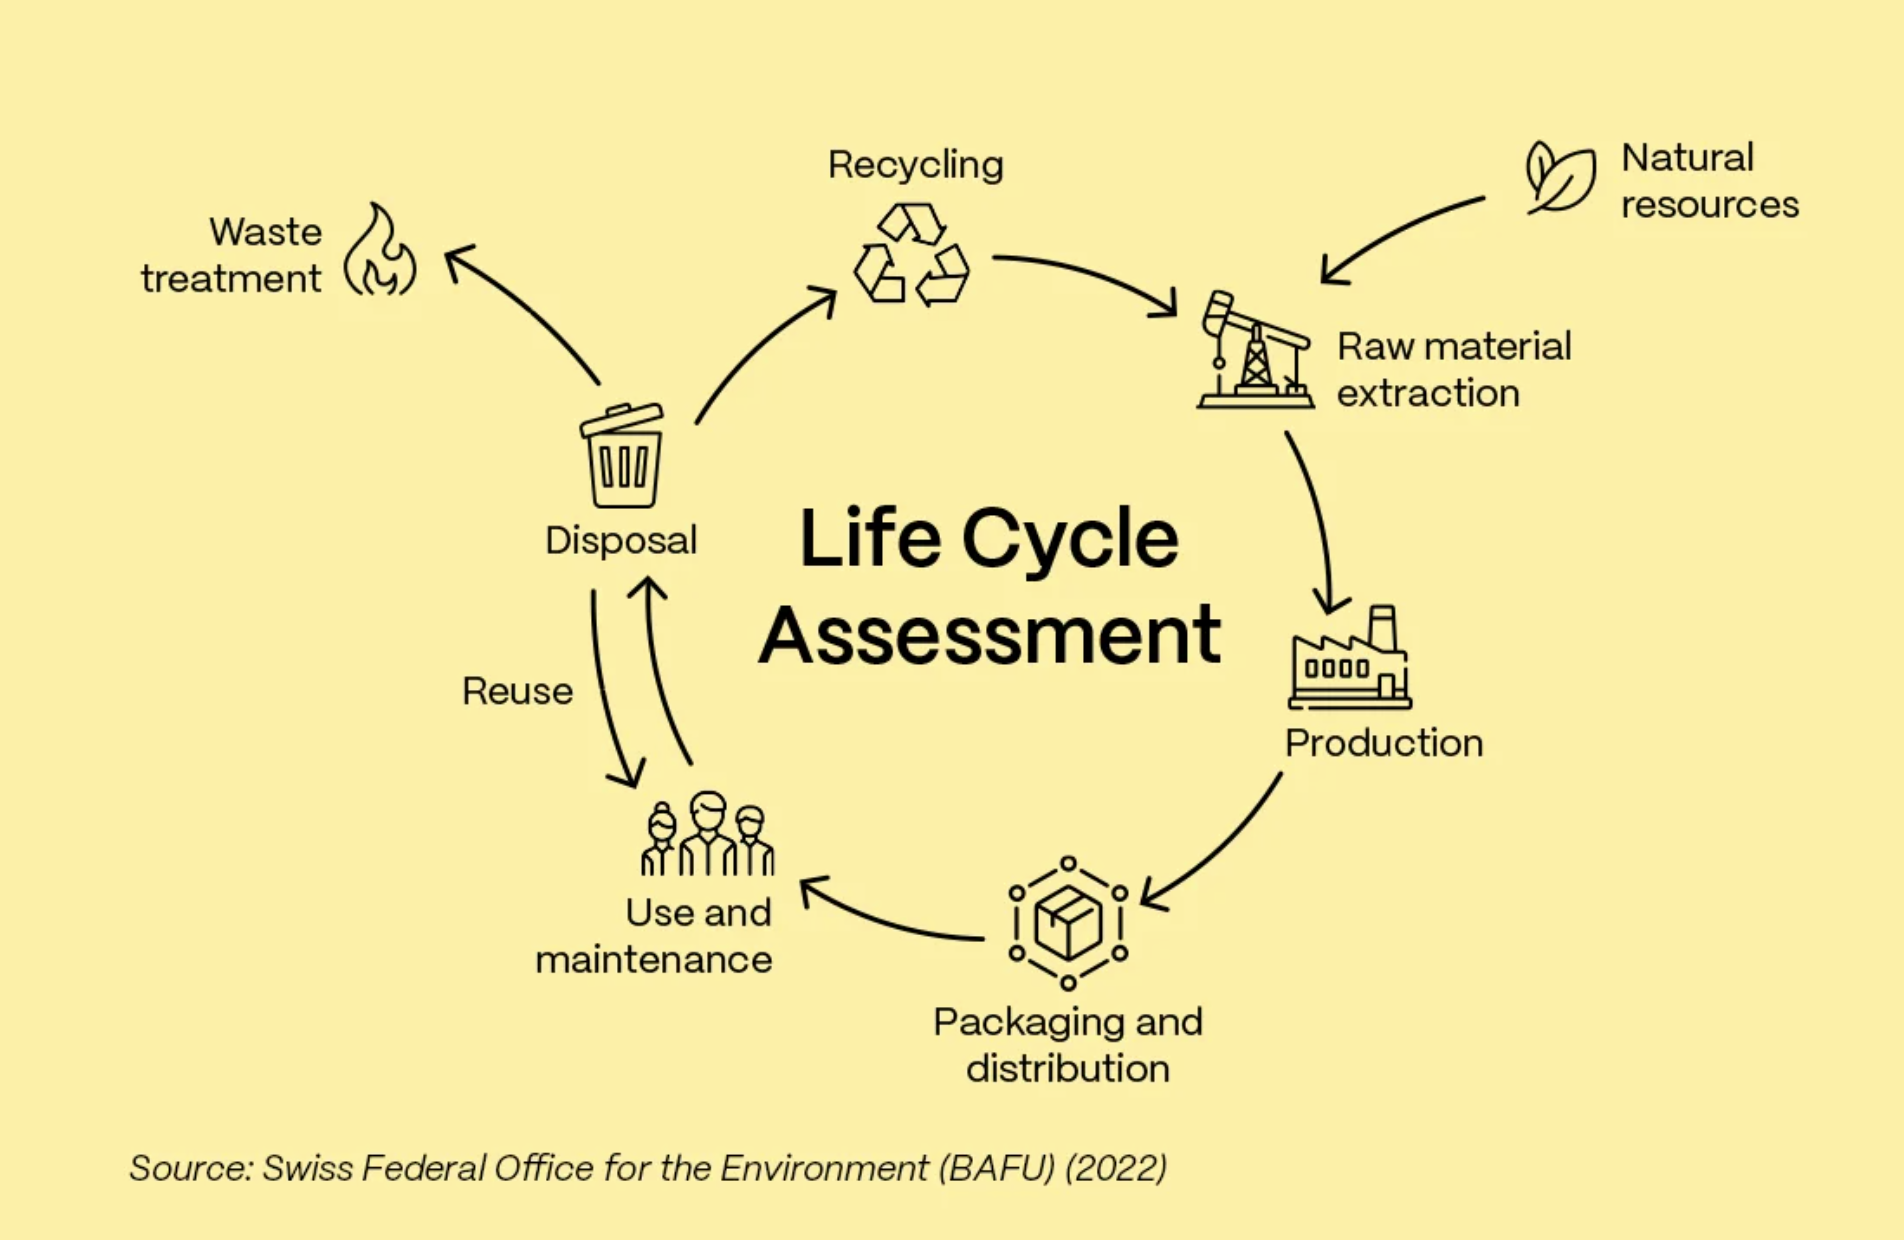 Recycling
Natural
resources
Waste
treatment
Raw material
extraction
Life Cycle
Assessment
Disposal
Reuse
Production
Use and
maintenance
Packaging and
distribution
Source: Swiss Federal Office for the Environment (BAFU) (2022)